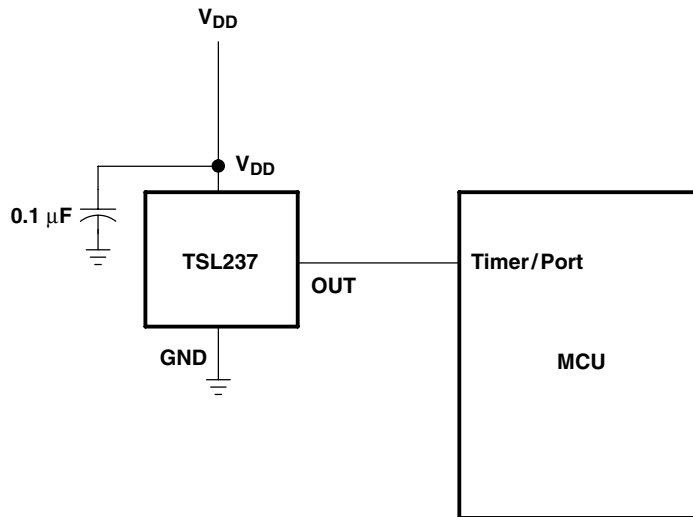 VDD
VDD
0.1 μF
TSL237
Timer/Port
OUT
GND
MCU